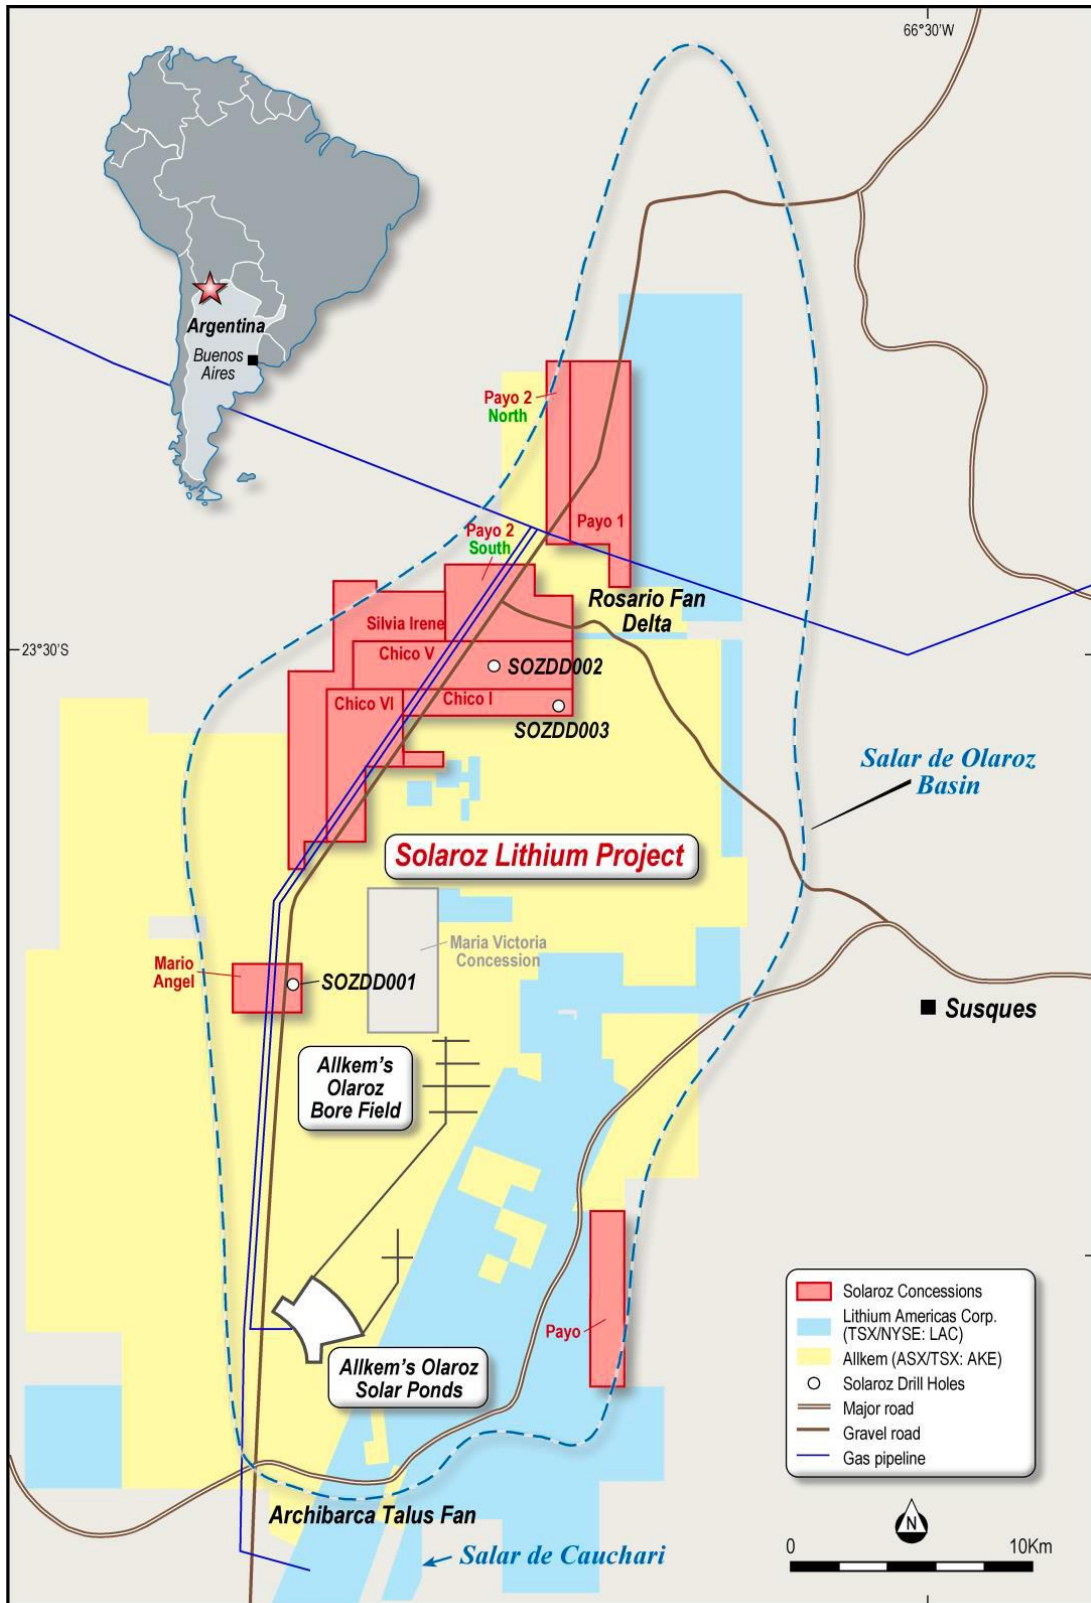 66°30'W
Argentina
Buenos
Aires
Payo 2
North
Payo 1
Payo 2
South
Rosario Fan
Delta
Silvia Irene
23°30'S
Chico V
SOZDD002
Chico VI
Chico I
SOZDD003
Salar de Olaroz
Basin
Solaroz Lithium Project
Maria Victoria
Concession
Mario
Angel
SOZDD001
Susques
Allkem's
Olaroz
Bore Field
Payo
Allkem's Olaroz
Solar Ponds
Archibarca Talus Fan
Salar de Cauchari
Solaroz Concessions
Lithium Americas Corp.
(TSX/NYSE: LAC)
Allkem (ASX/TSX: AKE)
Solaroz Drill Holes
Major road
Gravel road
Gas pipeline
N
0 10Km